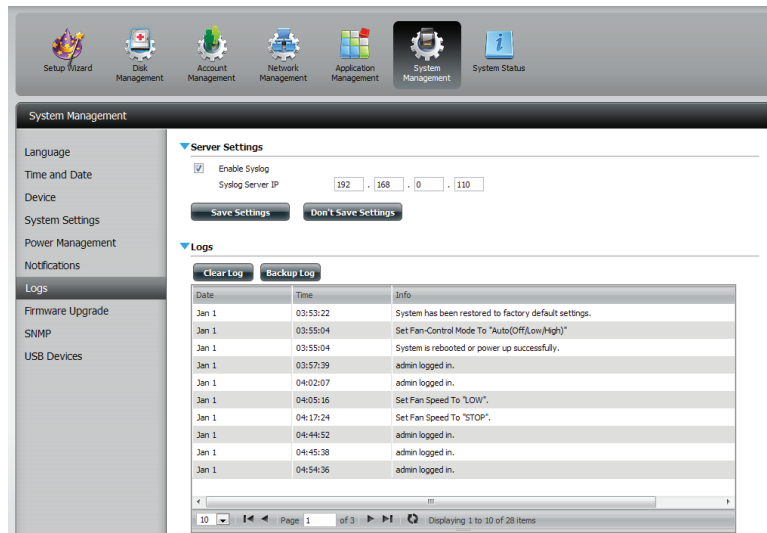 Setup Wizard
Disk Management
Account Management
Network Management
Application Management
System Management
System Status
System Management
Language
Time and Date
Device
System Settings
Power Management
Notifications
Logs
Firmware Upgrade
SNMP
USB Devices
Server Settings
Enable Syslog
Syslog Server IP 192 . 168 . 0 . 110
Save Settings Don't Save Settings
Logs
Clear Log Backup Log
Date Time Info
Jan 1 03:53:22 System has been restored to factory default settings.
Jan 1 03:55:04 Set Fan-Control Mode To "Auto(Off/Low/High)"
Jan 1 03:55:04 System is rebooted or power up successfully.
Jan 1 03:57:39 admin logged in.
Jan 1 04:02:07 admin logged in.
Jan 1 04:05:16 Set Fan Speed To "LOW".
Jan 1 04:17:24 Set Fan Speed To "STOP".
Jan 1 04:44:52 admin logged in.
Jan 1 04:45:38 admin logged in.
Jan 1 04:54:36 admin logged in.
10 Page 1 of 3 Displaying 1 to 10 of 28 items